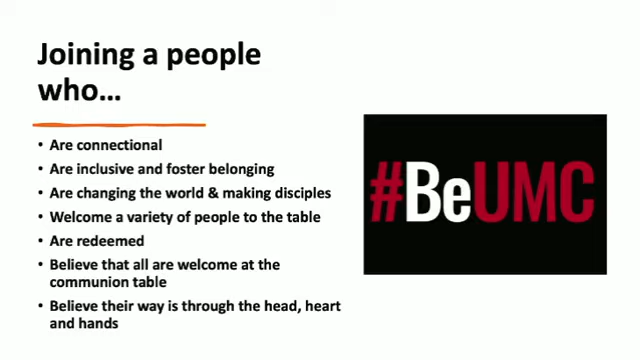 Joining a people
who...
• Are connectional
• Are inclusive and foster belonging
• Are changing the world & making disciples
• Welcome a variety of people to the table
• Are redeemed
• Believe that all are welcome at the
communion table
• Believe their way is through the head, heart
and hands
#BeUMC